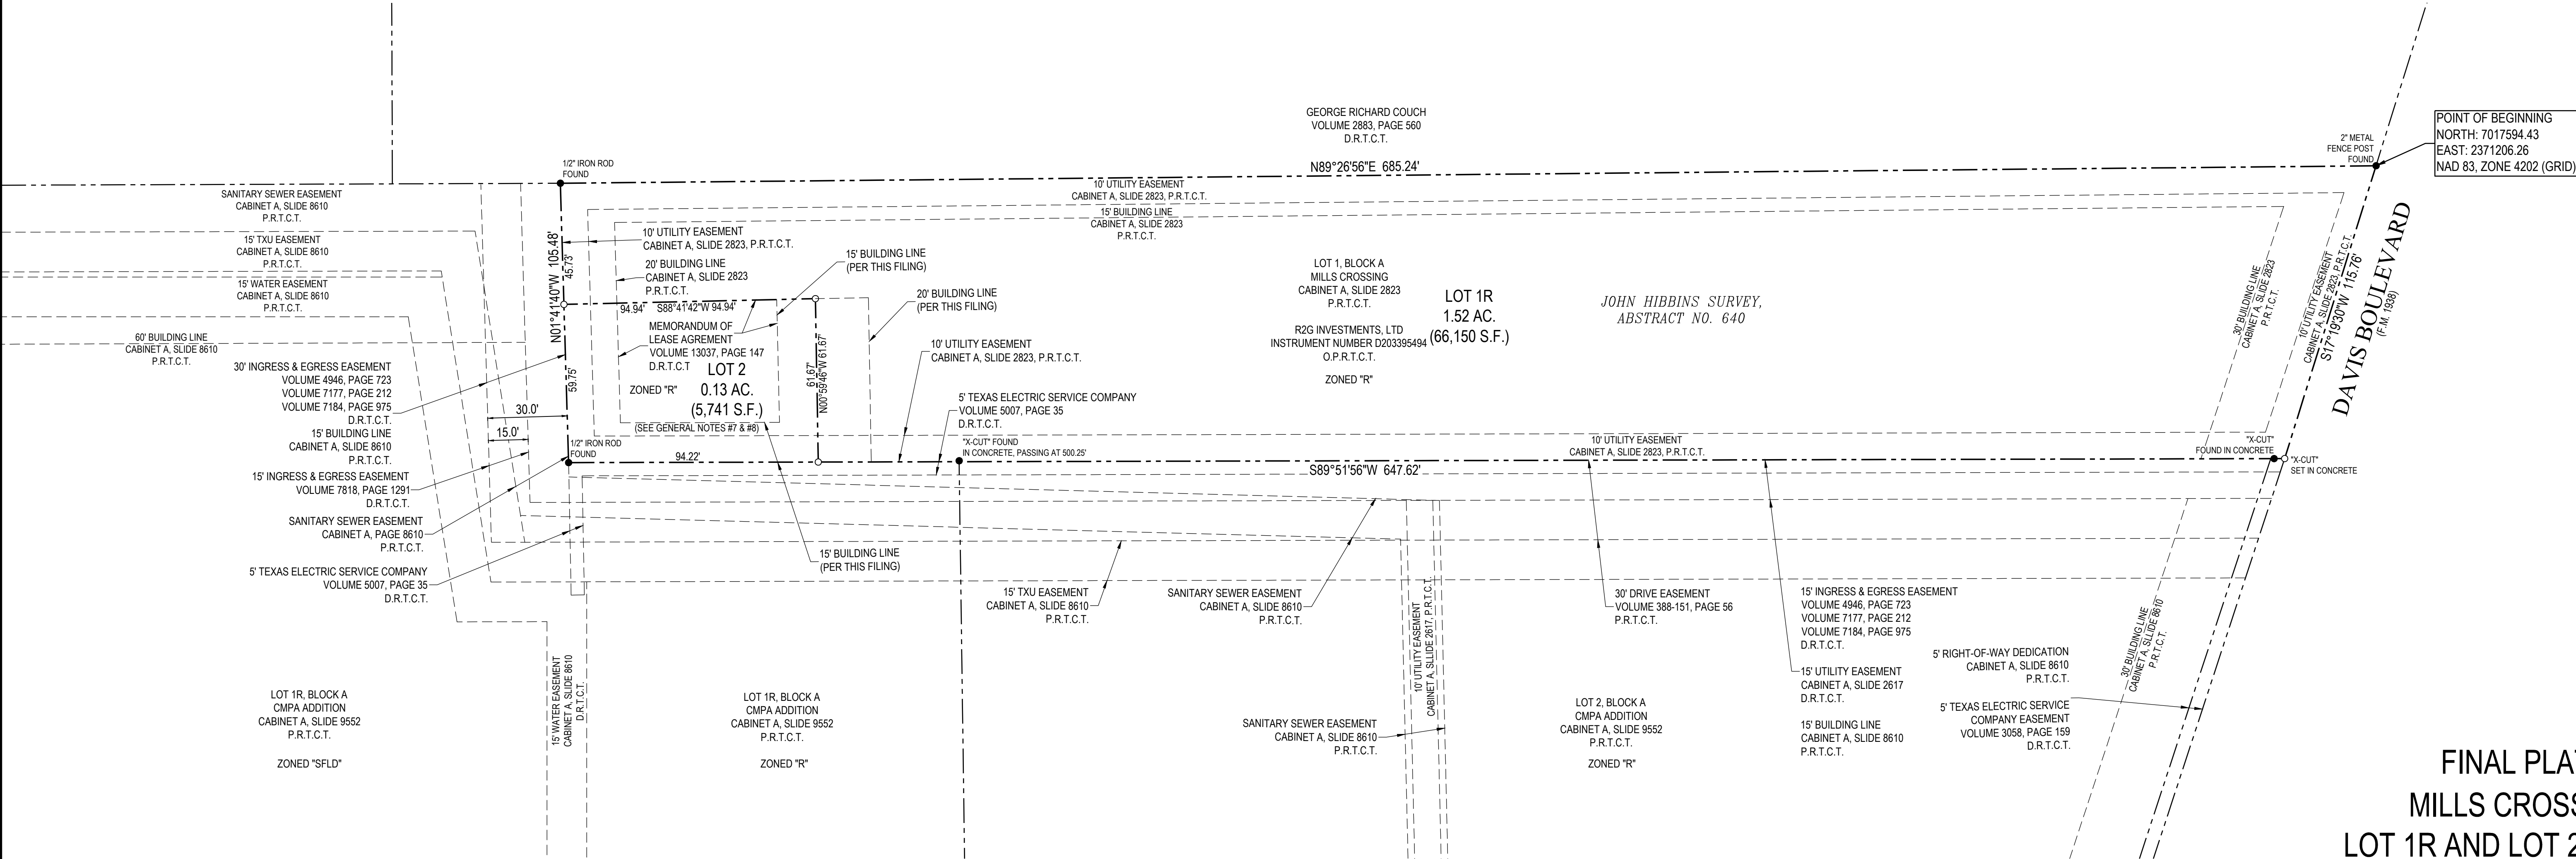 GEORGE RICHARD COUCH
VOLUME 2883, PAGE 560
D.R.T.C.T.
N89°26'56"E 685.24'
2" METAL
FENCE POST
FOUND
POINT OF BEGINNING
NORTH: 7017594.43
EAST: 2371206.26
NAD 83, ZONE 4202 (GRID)
1/2" IRON ROD
FOUND
SANITARY SEWER EASEMENT
CABINET A, SLIDE 8610
P.R.T.C.T.
15' TXU EASEMENT
CABINET A, SLIDE 8610
P.R.T.C.T.
15' WATER EASEMENT
CABINET A, SLIDE 8610
P.R.T.C.T.
60' BUILDING LINE
CABINET A, SLIDE 8610
P.R.T.C.T.
30' INGRESS & EGRESS EASEMENT
VOLUME 4946, PAGE 723
VOLUME 7177, PAGE 212
VOLUME 7184, PAGE 975
D.R.T.C.T.
15' BUILDING LINE
CABINET A, SLIDE 8610
P.R.T.C.T.
15' INGRESS & EGRESS EASEMENT
VOLUME 7818, PAGE 1291
D.R.T.C.T.
SANITARY SEWER EASEMENT
CABINET A, PAGE 8610
P.R.T.C.T.
5' TEXAS ELECTRIC SERVICE COMPANY
VOLUME 5007, PAGE 35
D.R.T.C.T.
30.0'
15.0'
N01°41'40"W 105.48'
45.73'
59.75'
10' UTILITY EASEMENT
CABINET A, SLIDE 2823, P.R.T.C.T.
20' BUILDING LINE
CABINET A, SLIDE 2823
P.R.T.C.T.
94.94' S88°41'42"W 94.94'
MEMORANDUM OF
LEASE AGREMENT
VOLUME 13037, PAGE 147
D.R.T.C.T
LOT 2
0.13 AC.
(5,741 S.F.)
ZONED "R"
(SEE GENERAL NOTES #7 & #8)
1/2" IRON ROD
FOUND
94.22'
61.67'
N00°59'46"W 61.67'
15' BUILDING LINE
(PER THIS FILING)
20' BUILDING LINE
(PER THIS FILING)
10' UTILITY EASEMENT
CABINET A, SLIDE 2823, P.R.T.C.T.
5' TEXAS ELECTRIC SERVICE COMPANY
VOLUME 5007, PAGE 35
D.R.T.C.T.
"X-CUT" FOUND
IN CONCRETE, PASSING AT 500.25'
15' BUILDING LINE
(PER THIS FILING)
10' UTILITY EASEMENT
CABINET A, SLIDE 2823, P.R.T.C.T.
15' BUILDING LINE
CABINET A, SLIDE 2823
P.R.T.C.T.
LOT 1, BLOCK A
MILLS CROSSING
CABINET A, SLIDE 2823
P.R.T.C.T.
R2G INVESTMENTS, LTD
INSTRUMENT NUMBER D203395494
O.P.R.T.C.T.
ZONED "R"
LOT 1R
1.52 AC.
(66,150 S.F.)
JOHN HIBBINS SURVEY,
ABSTRACT NO. 640
10' UTILITY EASEMENT
CABINET A, SLIDE 2823, P.R.T.C.T.
S89°51'56"W 647.62'
30' BUILDING LINE
CABINET A, SLIDE 2823
P.R.T.C.T.
10' UTILITY EASEMENT
CABINET A, SLIDE 2823, P.R.T.C.T.
S17°19'30"W 115.76'
DAVIS BOULEVARD
(F.M. 1938)
"X-CUT"
FOUND IN CONCRETE
"X-CUT"
SET IN CONCRETE
15' TXU EASEMENT
CABINET A, SLIDE 8610
P.R.T.C.T.
SANITARY SEWER EASEMENT
CABINET A, SLIDE 8610
P.R.T.C.T.
10' UTILITY EASEMENT
CABINET A, SLLIDE 2617, P.R.T.C.T.
30' DRIVE EASEMENT
VOLUME 388-151, PAGE 56
P.R.T.C.T.
15' INGRESS & EGRESS EASEMENT
VOLUME 4946, PAGE 723
VOLUME 7177, PAGE 212
VOLUME 7184, PAGE 975
D.R.T.C.T.
15' UTILITY EASEMENT
CABINET A, SLIDE 2617
D.R.T.C.T.
15' BUILDING LINE
CABINET A, SLIDE 8610
P.R.T.C.T.
5' RIGHT-OF-WAY DEDICATION
CABINET A, SLIDE 8610
P.R.T.C.T.
5' TEXAS ELECTRIC SERVICE
COMPANY EASEMENT
VOLUME 3058, PAGE 159
D.R.T.C.T.
30' BUILDING LINE
CABINET A, SLLIDE 8610
P.R.T.C.T.
LOT 1R, BLOCK A
CMPA ADDITION
CABINET A, SLIDE 9552
P.R.T.C.T.
ZONED "SFLD"
15' WATER EASEMENT
CABINET A, SLIDE 8610
D.R.T.C.T.
LOT 1R, BLOCK A
CMPA ADDITION
CABINET A, SLIDE 9552
P.R.T.C.T.
ZONED "R"
SANITARY SEWER EASEMENT
CABINET A, SLIDE 8610
P.R.T.C.T.
LOT 2, BLOCK A
CMPA ADDITION
CABINET A, SLIDE 9552
P.R.T.C.T.
ZONED "R"
FINAL PLA
MILLS CROSS
LOT 1R AND LOT 2